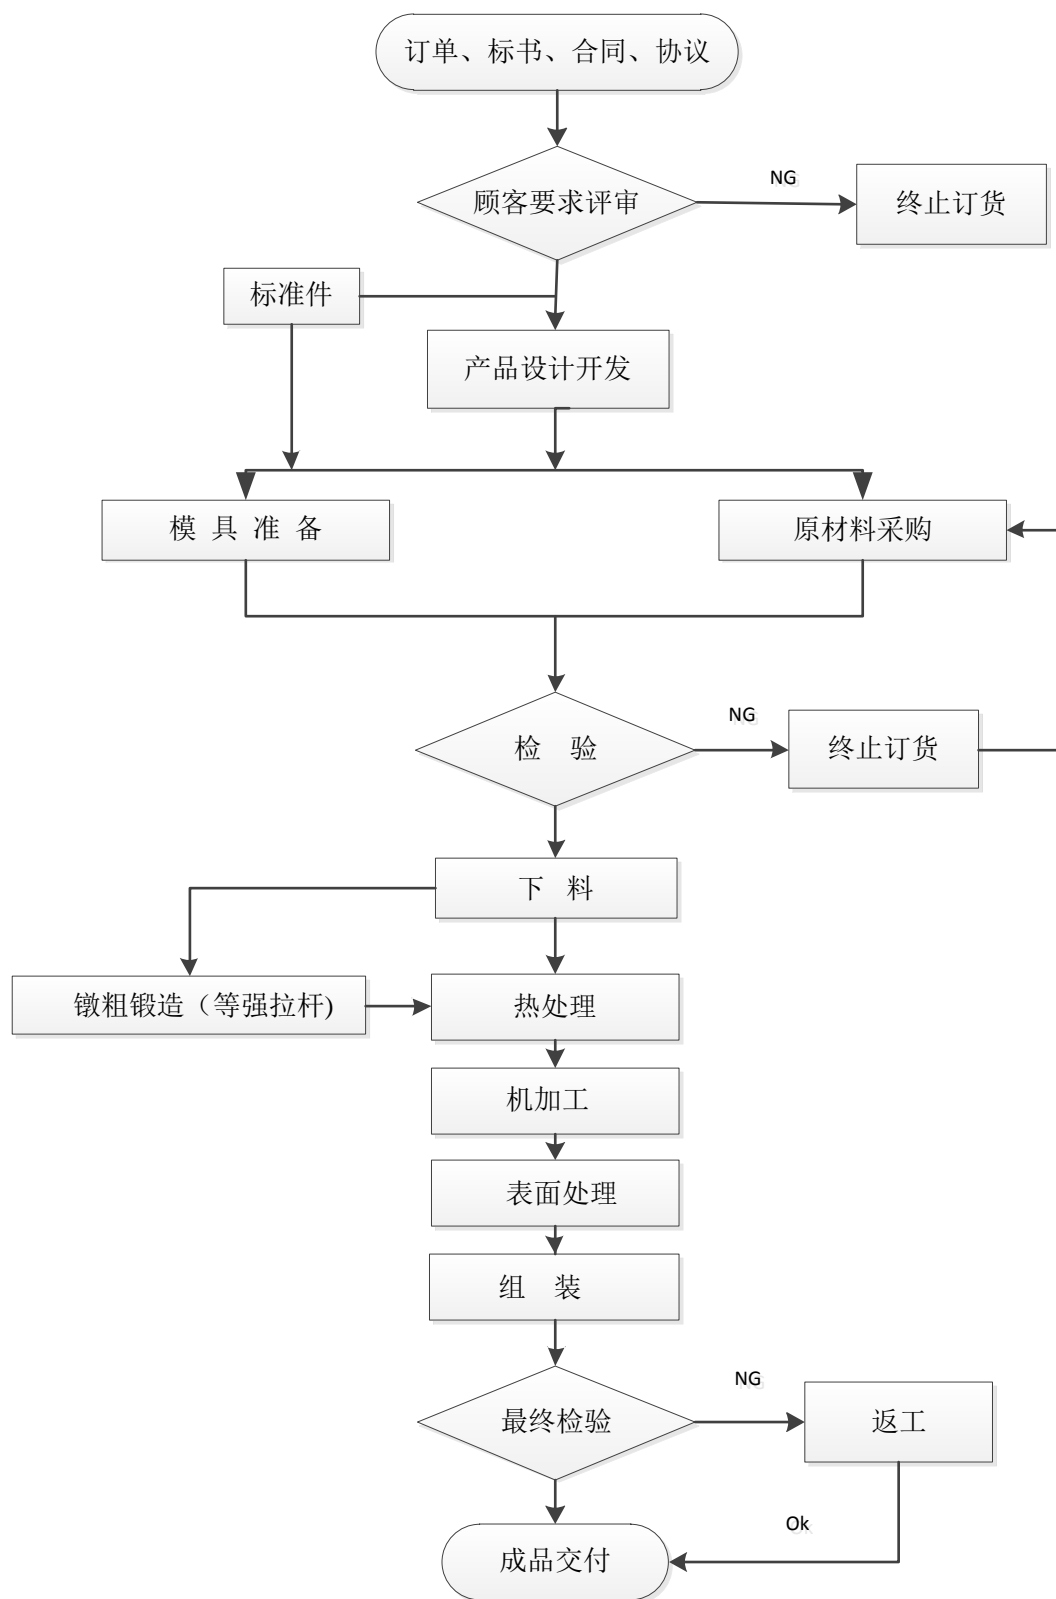 订单、标书、合同、协议
顾客要求评审
NG
终止订货
标准件
产品设计开发
模 具 准 备
原材料采购
检 验
NG
终止订货
下 料
镦粗锻造（等强拉杆)
热处理
机加工
表面处理
组 装
最终检验
NG
返工
Ok
成品交付